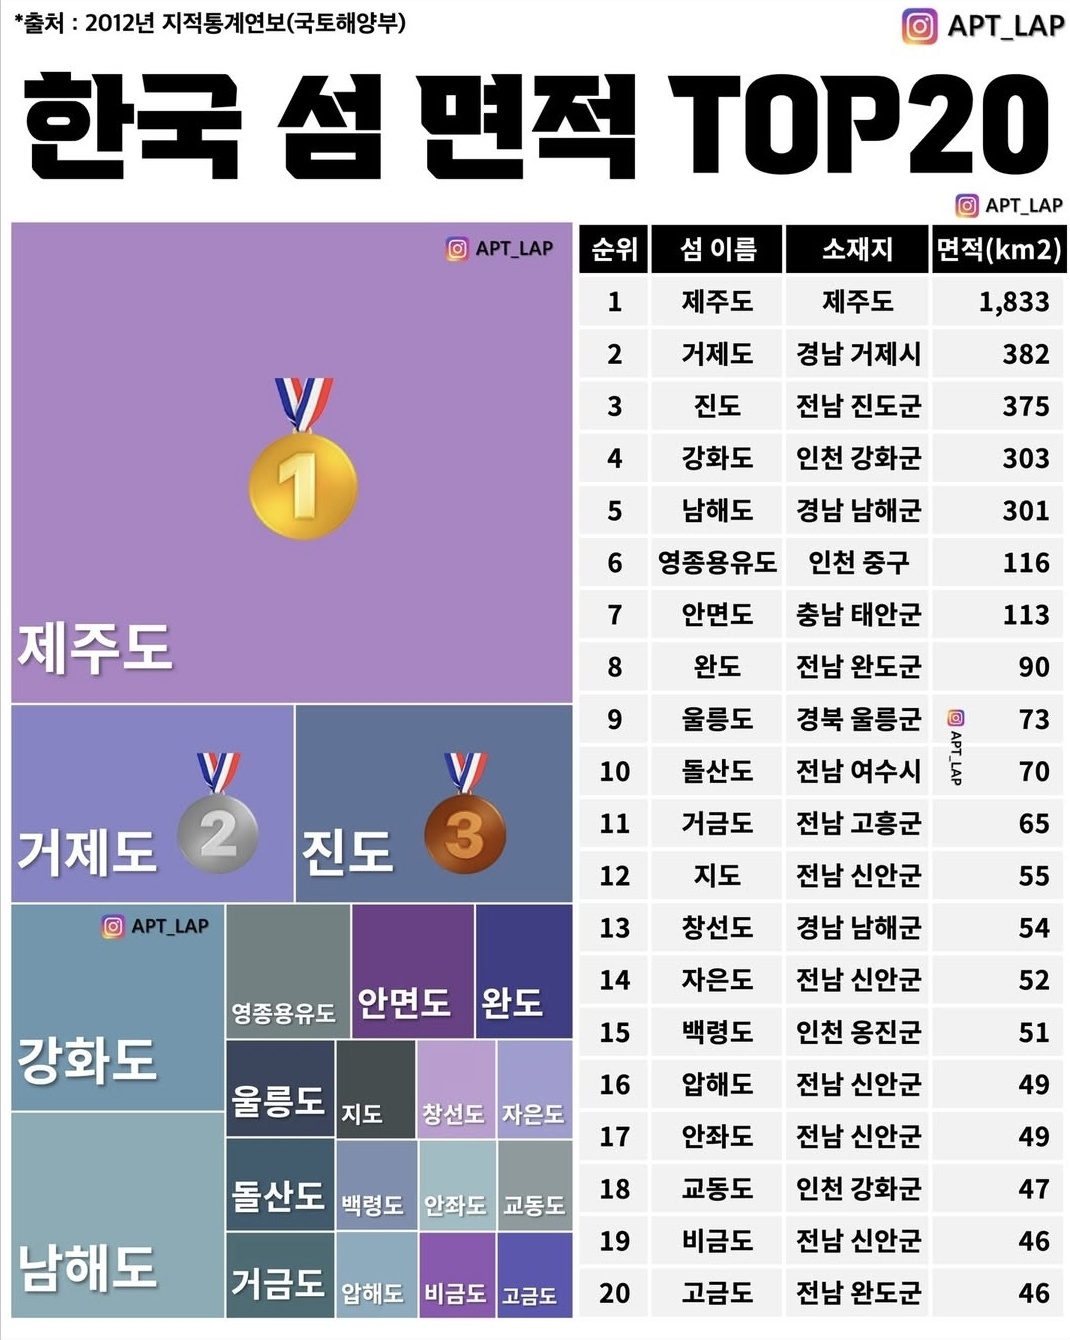 *출처 : 2012년 지적통계연보(국토해양부)
APT_LAP
한국 섬 면적 TOP20
APT_LAP
APT_LAP
1
제주도
거제도
2
진도
3
APT_LAP
강화도
남해도
영종용유도
안면도
완도
울릉도
지도
창선도
자은도
돌산도
백령도
안좌도
교동도
거금도
압해도
비금도
고금도
순위 섬 이름 소재지 면적(km2)
1 제주도 제주도 1,833
2 거제도 경남 거제시 382
3 진도 전남 진도군 375
4 강화도 인천 강화군 303
5 남해도 경남 남해군 301
6 영종용유도 인천 중구 116
7 안면도 충남 태안군 113
8 완도 전남 완도군 90
9 울릉도 경북 울릉군 73
APT_LAP
10 돌산도 전남 여수시 70
11 거금도 전남 고흥군 65
12 지도 전남 신안군 55
13 창선도 경남 남해군 54
14 자은도 전남 신안군 52
15 백령도 인천 옹진군 51
16 압해도 전남 신안군 49
17 안좌도 전남 신안군 49
18 교동도 인천 강화군 47
19 비금도 전남 신안군 46
20 고금도 전남 완도군 46